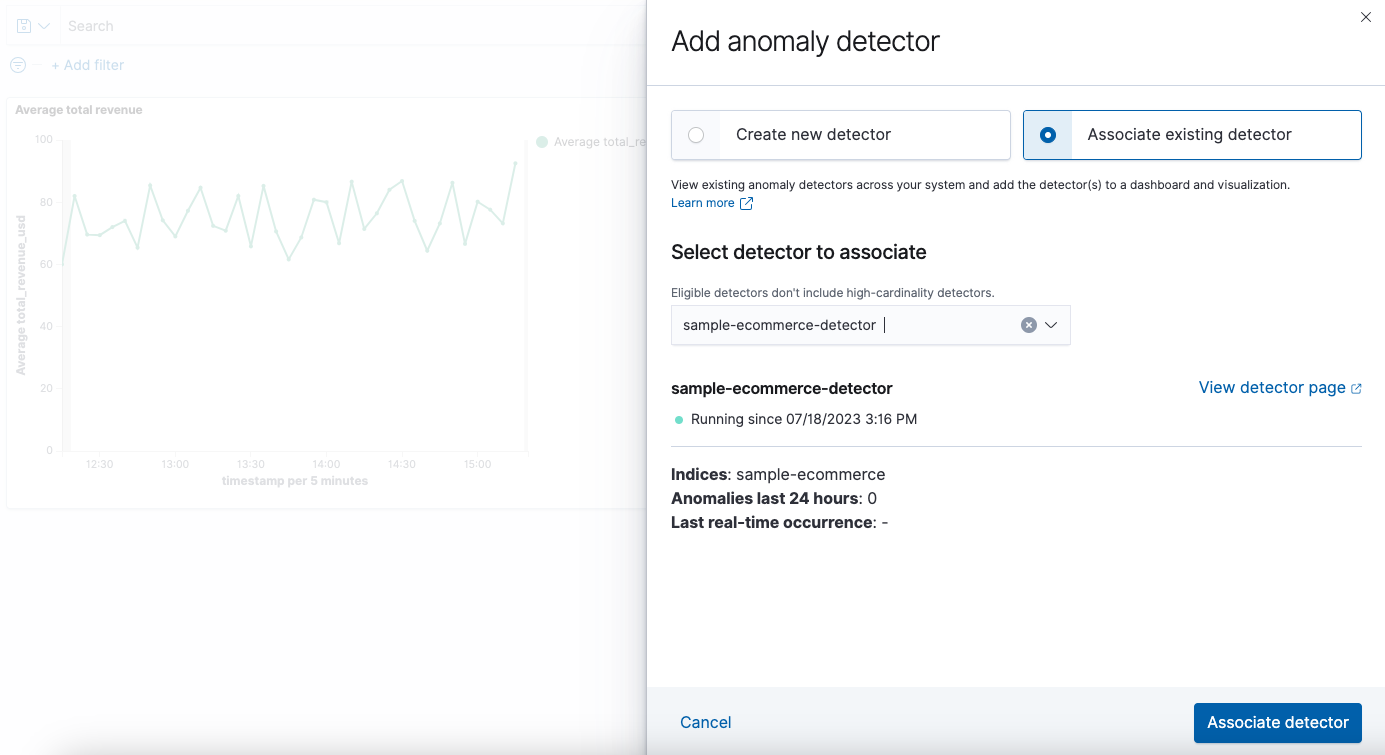 Search
+ Add filter
Average total revenue
100
80
60
40
20
0
Average total_revenue_usd
12:30
13:00
13:30
14:00
14:30
15:00
timestamp per 5 minutes
Average total_re
Add anomaly detector
Create new detector
Associate existing detector
View existing anomaly detectors across your system and add the detector(s) to a dashboard and visualization.
Learn more
Select detector to associate
Eligible detectors don't include high-cardinality detectors.
sample-ecommerce-detector
sample-ecommerce-detector
View detector page
Running since 07/18/2023 3:16 PM
Indices: sample-ecommerce
Anomalies last 24 hours: 0
Last real-time occurrence: -
Cancel
Associate detector